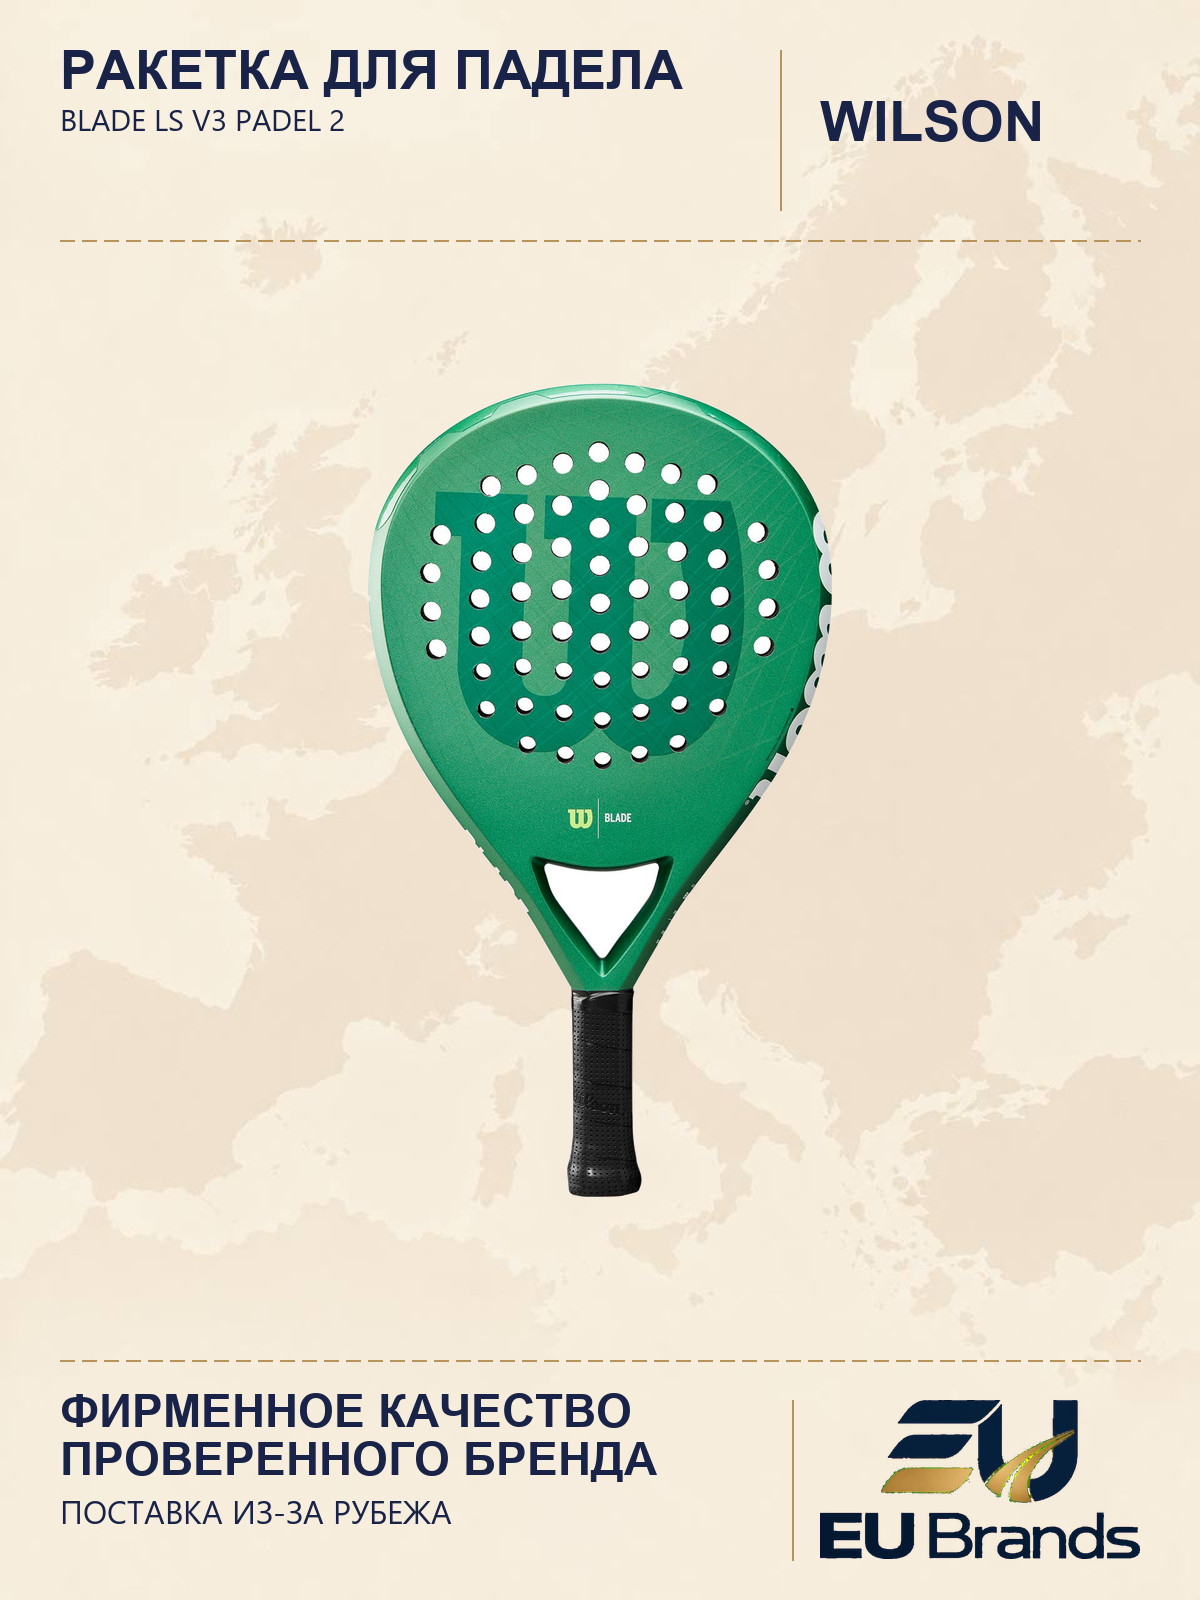 РАКЕТКА ДЛЯ ПАДЕЛА
BLADE LS V3 PADEL 2
WILSON
W | BLADE
ФИРМЕННОЕ КАЧЕСТВО
ПРОВЕРЕННОГО БРЕНДА
ПОСТАВКА ИЗ-ЗА РУБЕЖА
EU
EU Brands